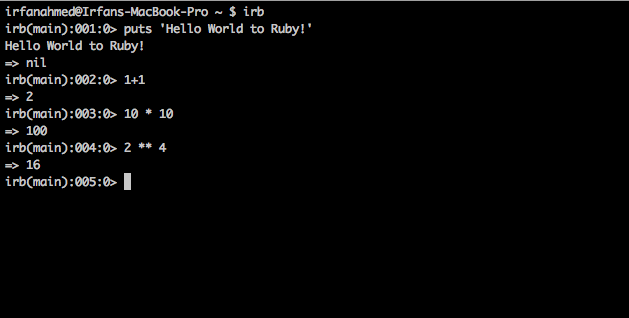 irfanahmed@Irfans-MacBook-Pro ~ $ irb
irb(main):001:0> puts 'Hello World to Ruby!'
Hello World to Ruby!
=> nil
irb(main):002:0> 1+1
=> 2
irb(main):003:0> 10 * 10
=> 100
irb(main):004:0> 2 ** 4
=> 16
irb(main):005:0>